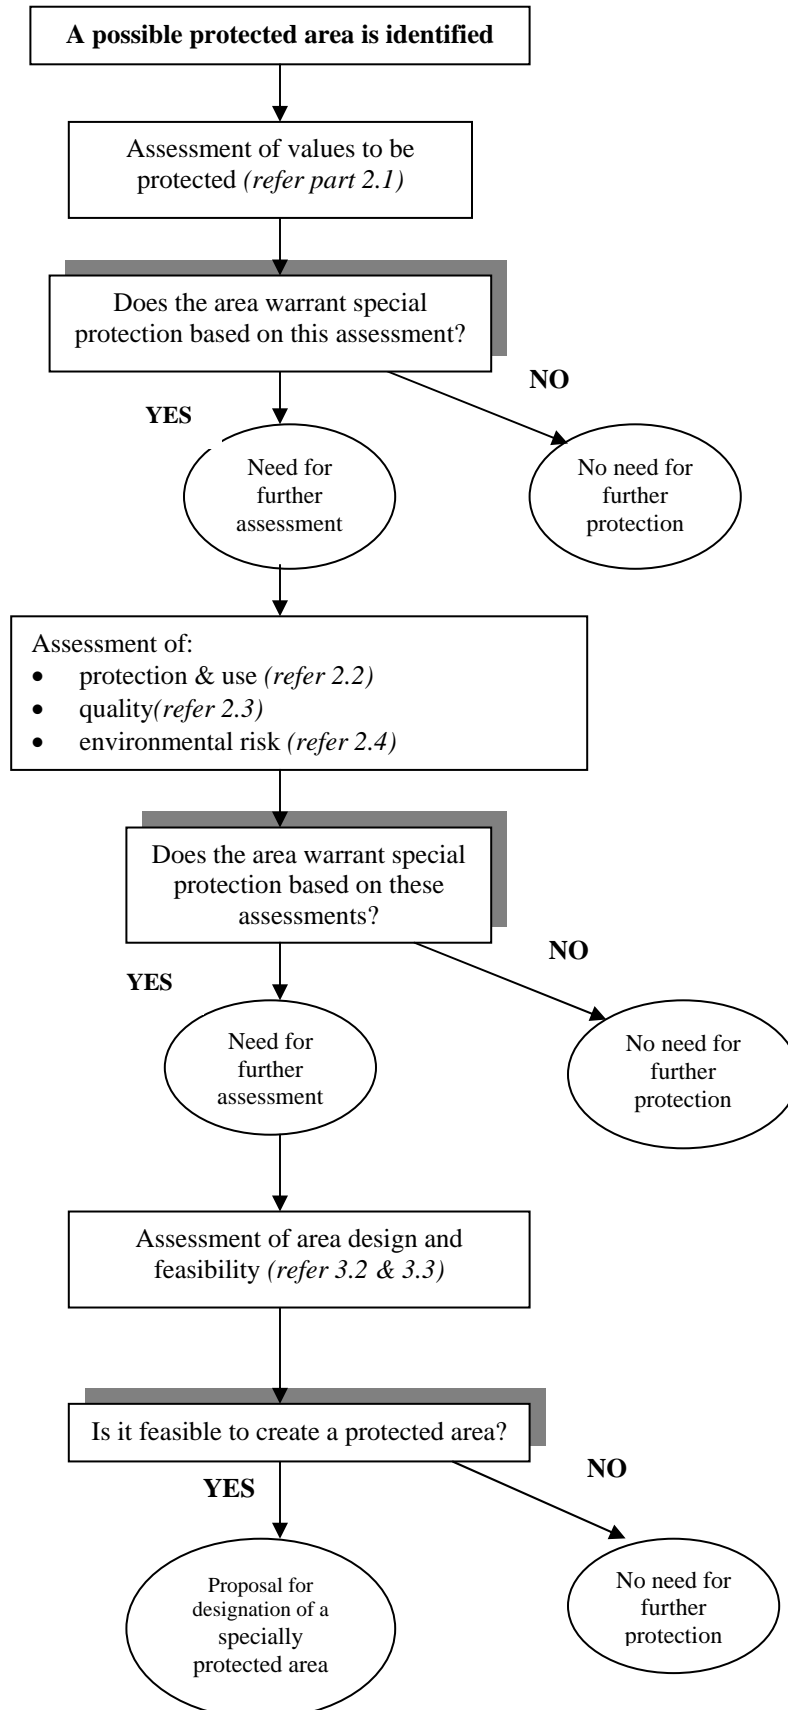 A possible protected area is identified
Assessment of values to be
protected (refer part 2.1)
Does the area warrant special
protection based on this assessment?
NO
YES
Need for
further
assessment
No need for
further
protection
Assessment of:
• protection & use (refer 2.2)
• quality(refer 2.3)
• environmental risk (refer 2.4)
Does the area warrant special
protection based on these
assessments?
NO
YES
Need for
further
assessment
No need for
further
protection
Assessment of area design and
feasibility (refer 3.2 & 3.3)
Is it feasible to create a protected area?
NO
YES
Proposal for
designation of a
specially
protected area
No need for
further
protection